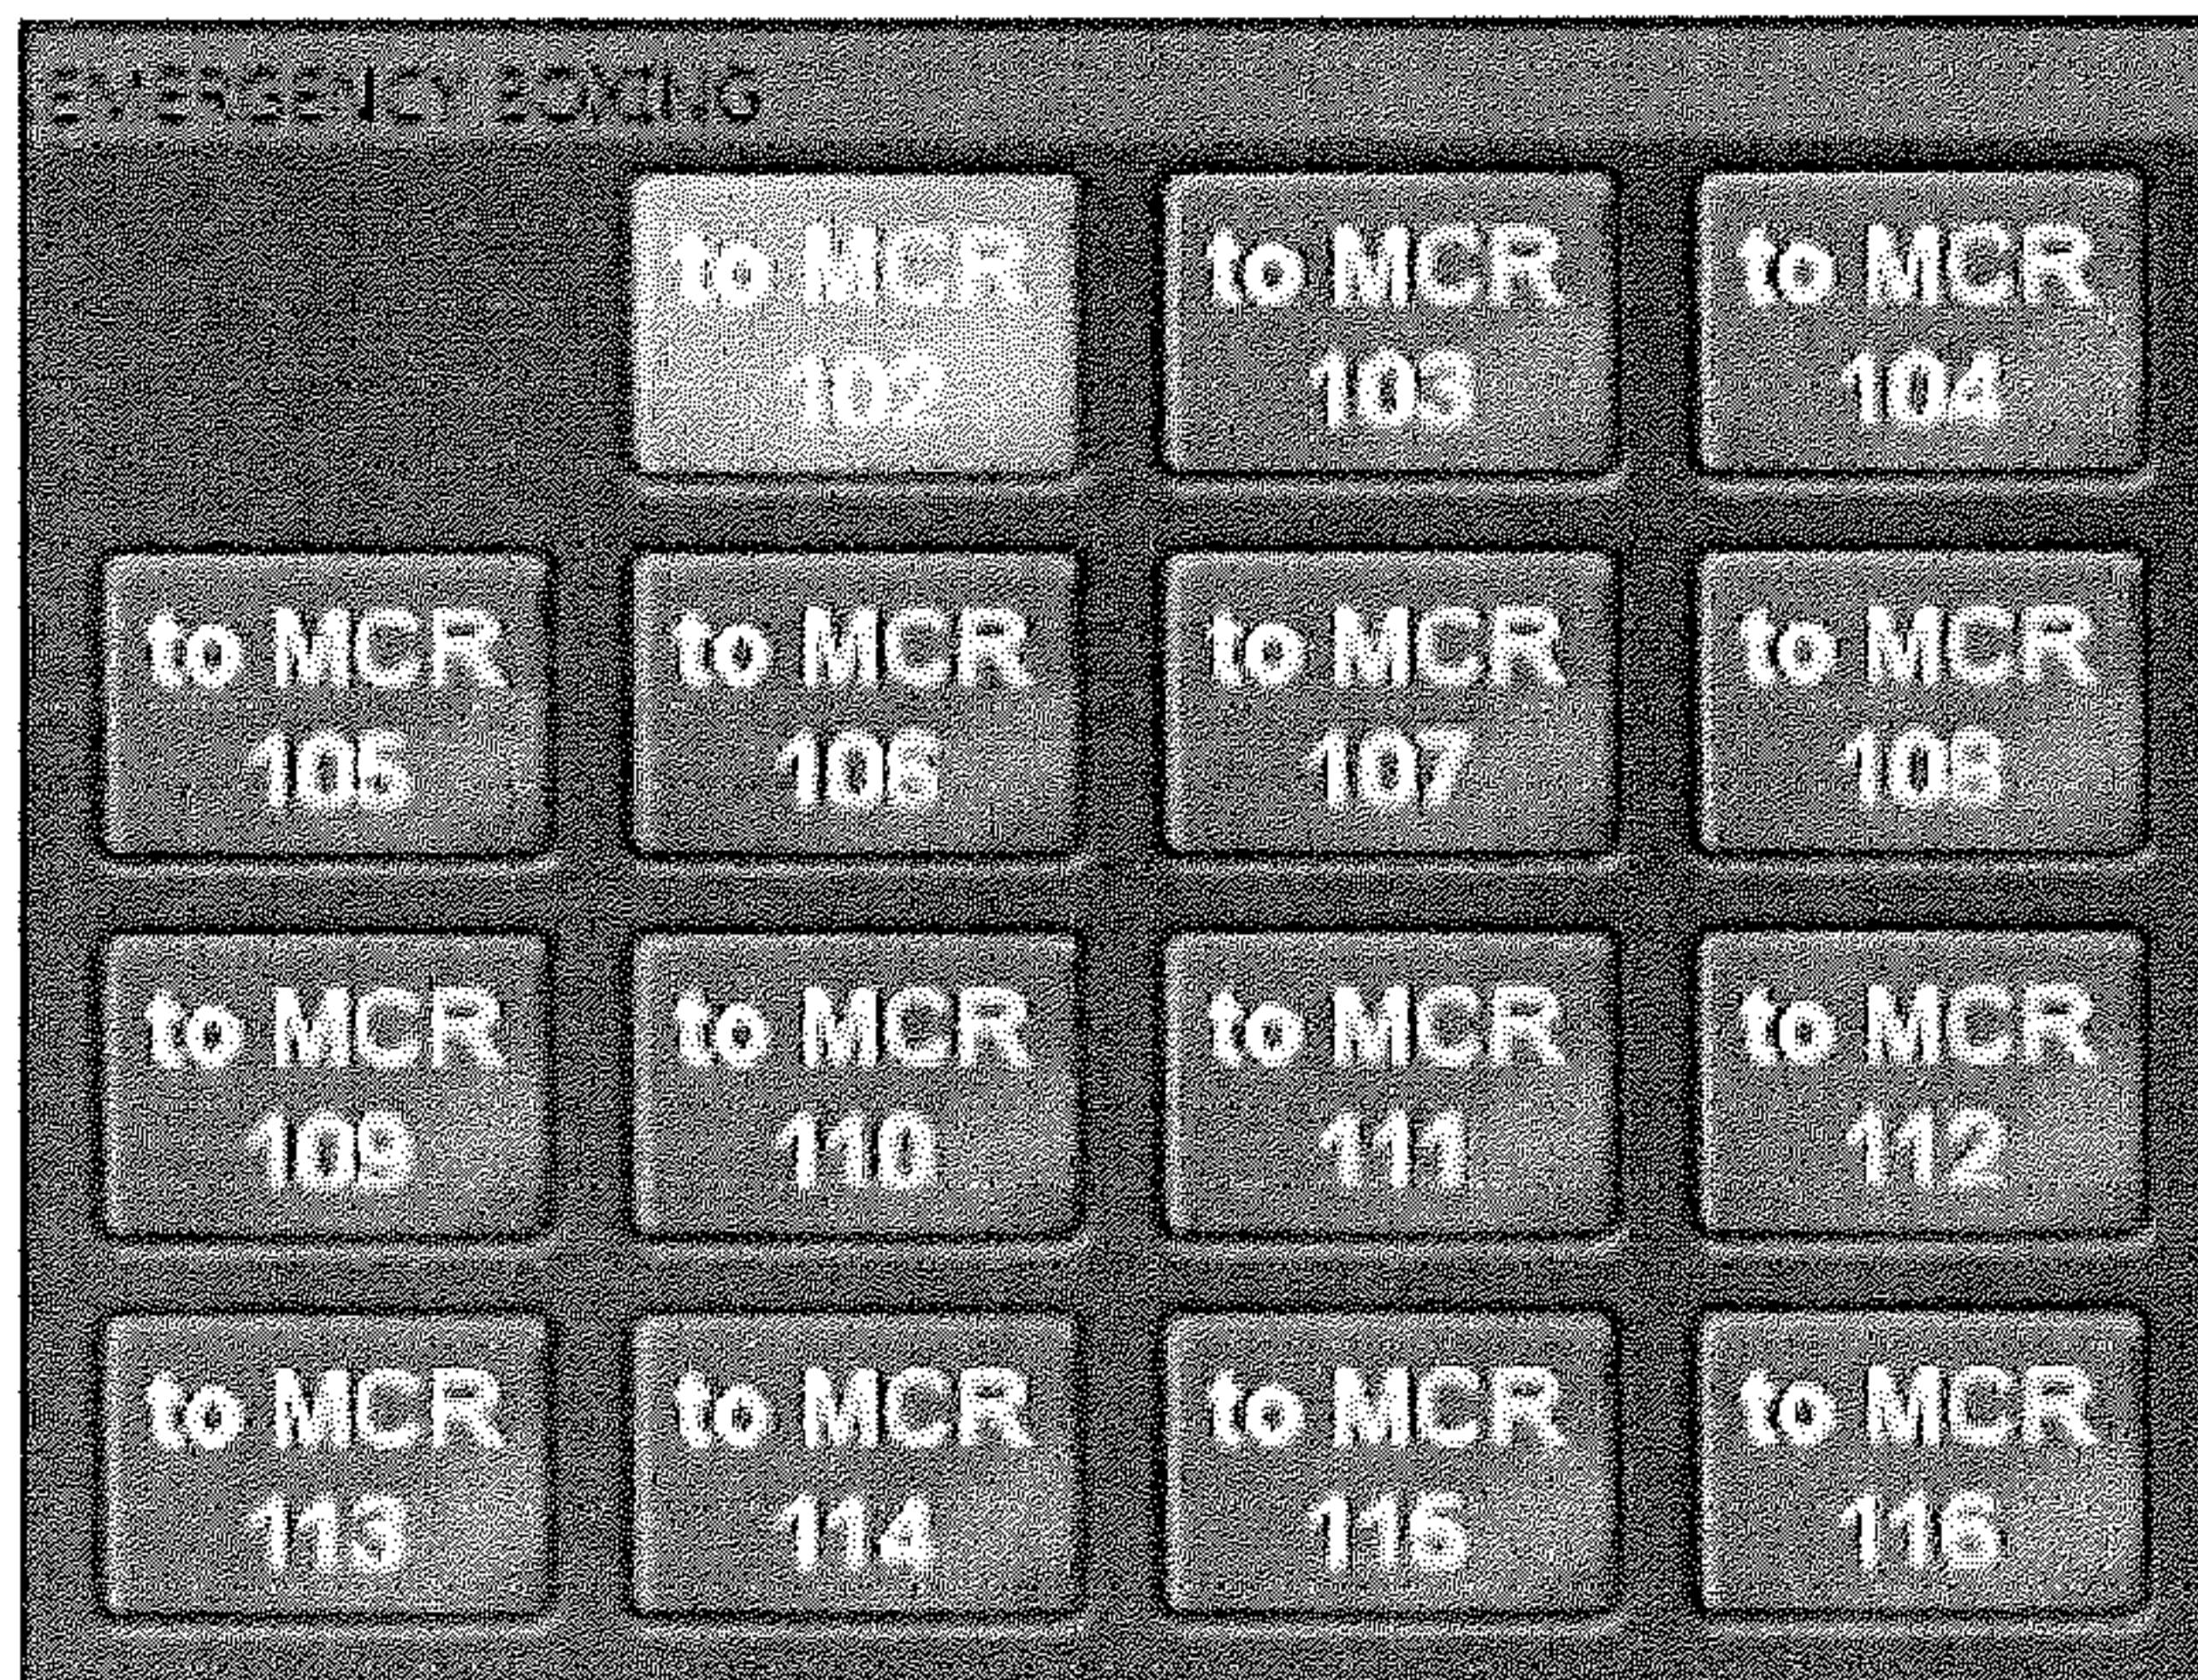 EMERGENCY BOXING
to MCR
102
to MCR
103
to MCR
104
to MCR
105
to MCR
106
to MCR
107
to MCR
108
to MCR
109
to MCR
110
to MCR
111
to MCR
112
to MCR
113
to MCR
114
to MCR
115
to MCR
116